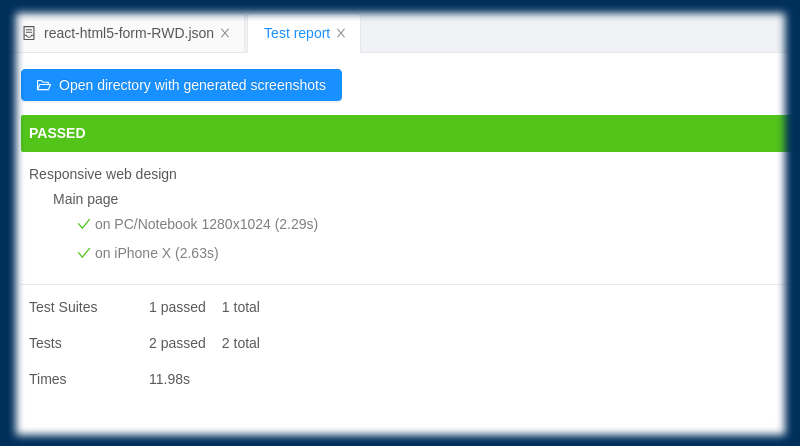 react-html5-form-RWD.json
Test report
Open directory with generated screenshots
PASSED
Responsive web design
Main page
on PC/Notebook 1280x1024 (2.29s)
on iPhone X (2.63s)
Test Suites 1 passed 1 total
Tests 2 passed 2 total
Times 11.98s